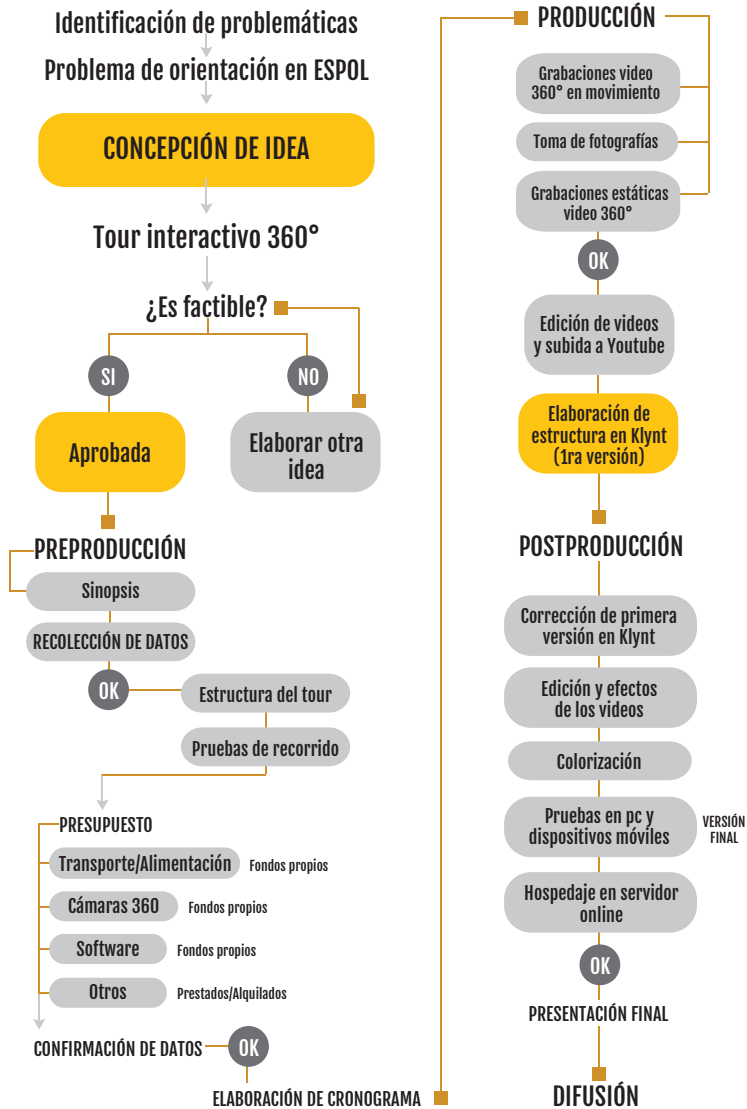 Identificación de problemáticas
Problema de orientación en ESPOL
CONCEPCIÓN DE IDEA
Tour interactivo 360°
¿Es factible?
SI
NO
Aprobada
Elaborar otra
idea
PREPRODUCCIÓN
Sinopsis
RECOLECCIÓN DE DATOS
OK
Estructura del tour
Pruebas de recorrido
PRESUPUESTO
Transporte/Alimentación Fondos propios
Cámaras 360 Fondos propios
Software Fondos propios
Otros Prestados/Alquilados
CONFIRMACIÓN DE DATOS
OK
ELABORACIÓN DE CRONOGRAMA
PRODUCCIÓN
Grabaciones video
360° en movimiento
Toma de fotografías
Grabaciones estáticas
video 360°
OK
Edición de videos
y subida a Youtube
Elaboración de
estructura en Klynt
(1ra versión)
POSTPRODUCCIÓN
Corrección de primera
versión en Klynt
Edición y efectos
de los videos
Colorización
Pruebas en pc y
dispositivos móviles
VERSIÓN
FINAL
Hospedaje en servidor
online
OK
PRESENTACIÓN FINAL
DIFUSIÓN